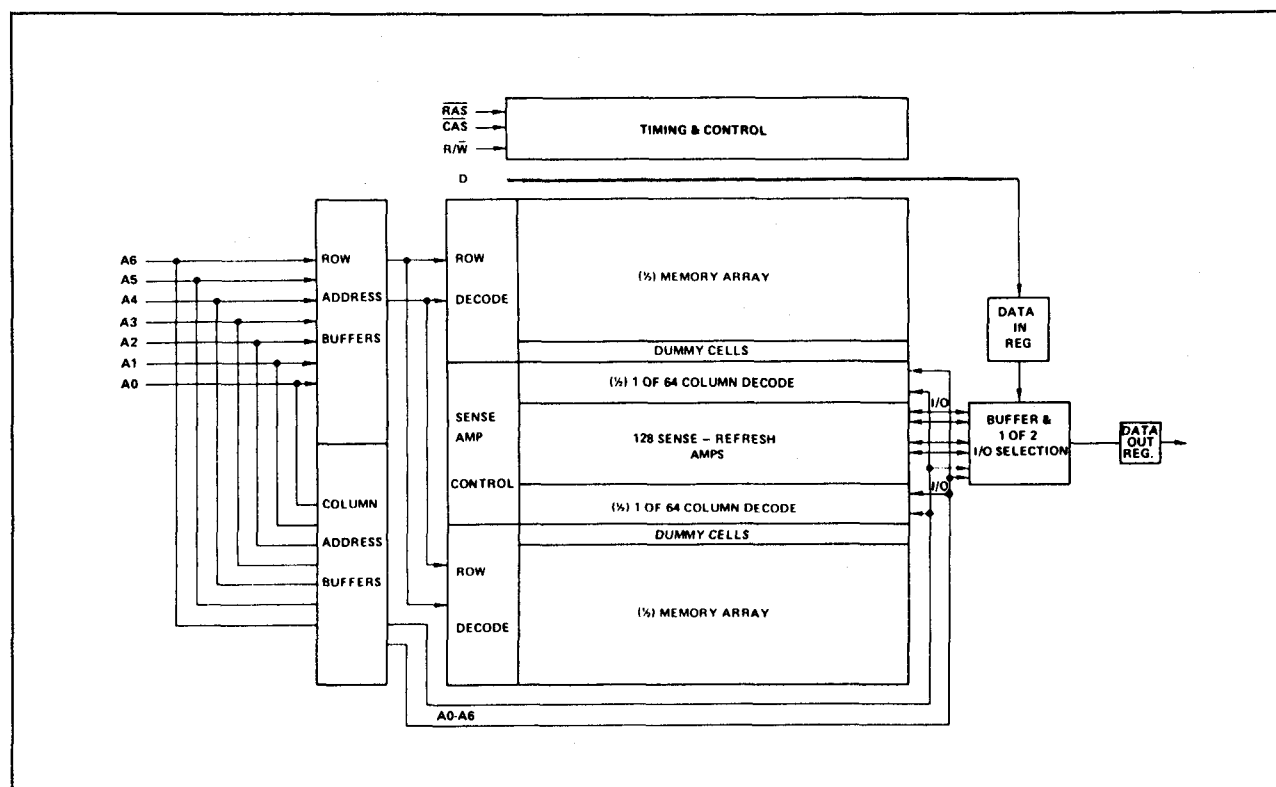 RAS
CAS
R/W
TIMING & CONTROL
D
A6
A5
A4
A3
A2
A1
A0
ROW
ADDRESS
BUFFERS
COLUMN
ADDRESS
BUFFERS
ROW
DECODE
(½) MEMORY ARRAY
DUMMY CELLS
SENSE
AMP
CONTROL
(½) 1 OF 64 COLUMN DECODE
128 SENSE – REFRESH
AMPS
(½) 1 OF 64 COLUMN DECODE
DUMMY CELLS
ROW
DECODE
(½) MEMORY ARRAY
A0-A6
I/O
I/O
DATA
IN
REG
BUFFER &
1 OF 2
I/O SELECTION
DATA
OUT
REG.